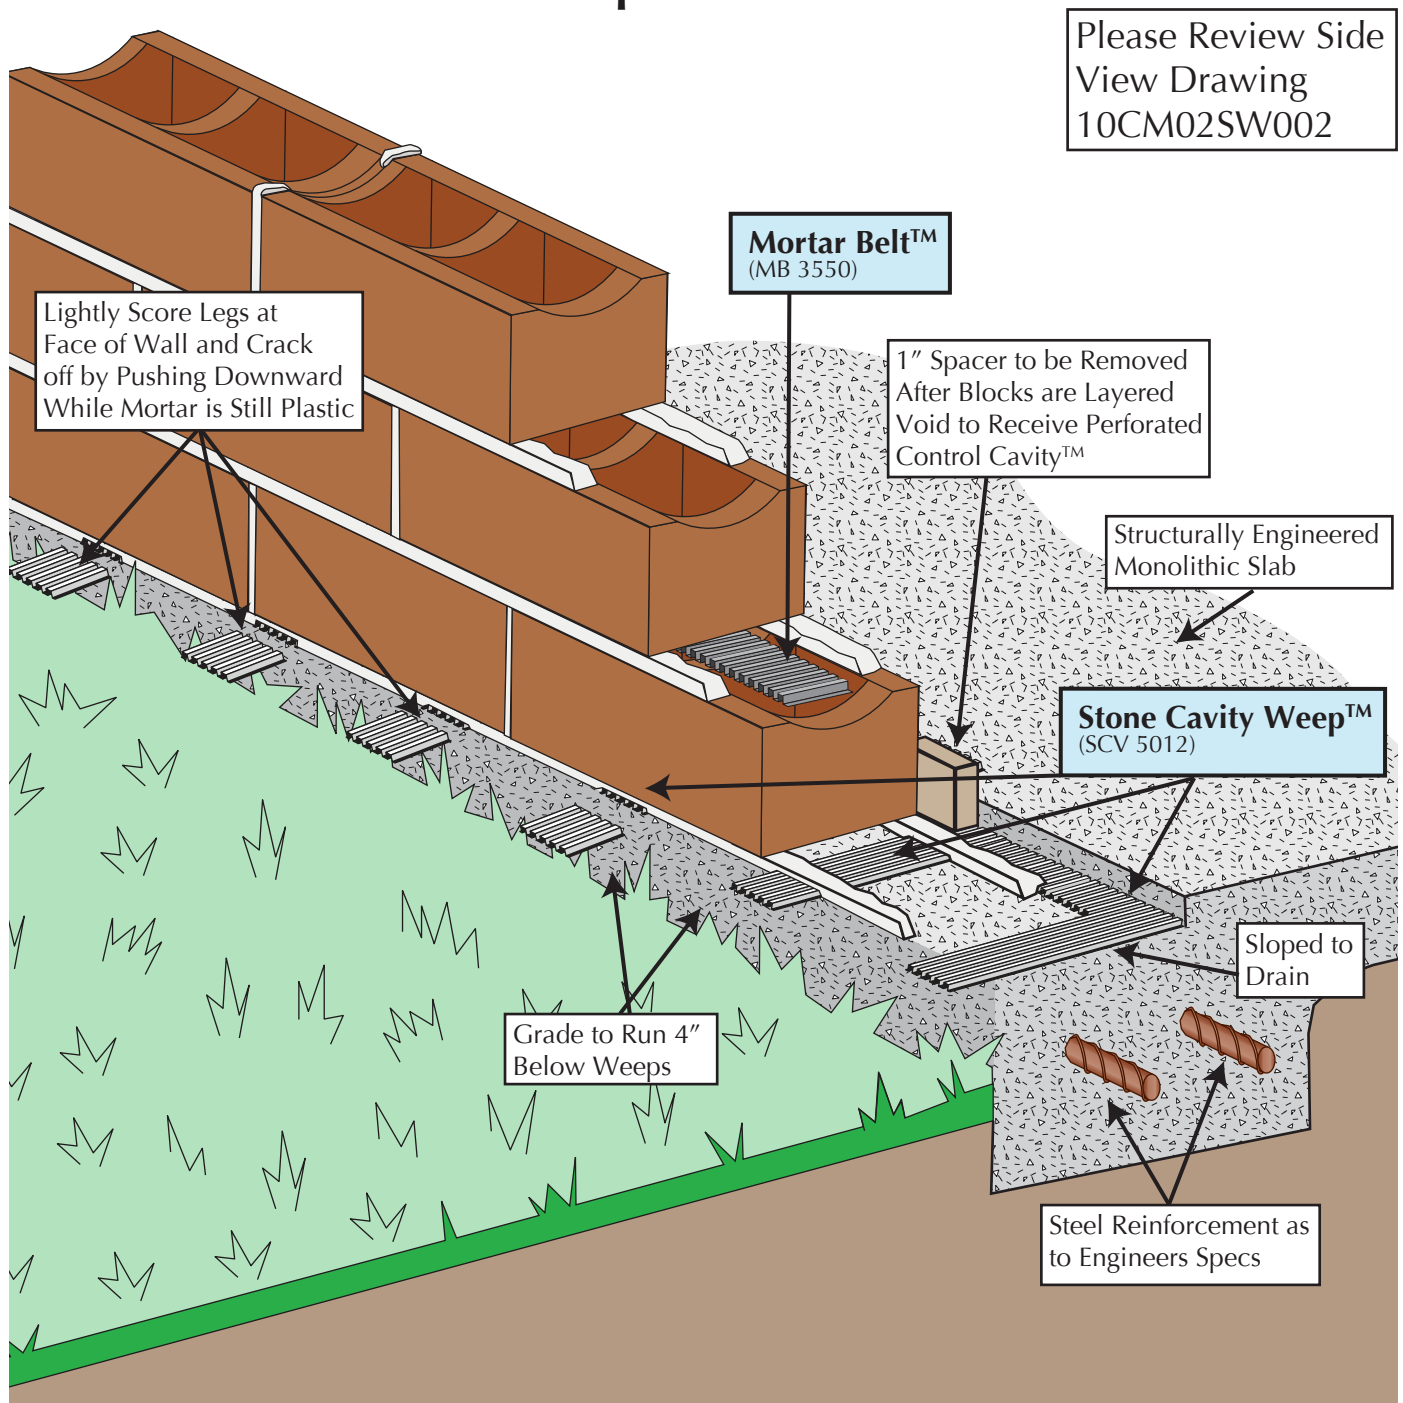 Please Review Side
View Drawing
10CM02SW002
Mortar Belt™
(MB 3550)
Lightly Score Legs at
Face of Wall and Crack
off by Pushing Downward
While Mortar is Still Plastic
1″ Spacer to be Removed
After Blocks are Layered
Void to Receive Perforated
Control Cavity™
Structurally Engineered
Monolithic Slab
Stone Cavity Weep™
(SCV 5012)
Sloped to
Drain
Grade to Run 4″
Below Weeps
Steel Reinforcement as
to Engineers Specs